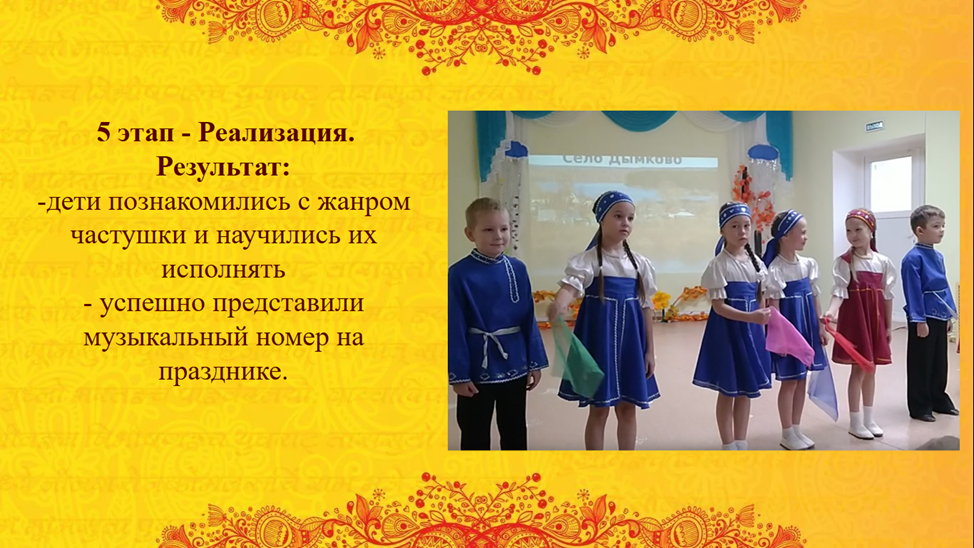 5 этап - Реализация.
Результат:
-дети познакомились с жанром
частушки и научились их
исполнять
- успешно представили
музыкальный номер на
празднике.
Село Дымково